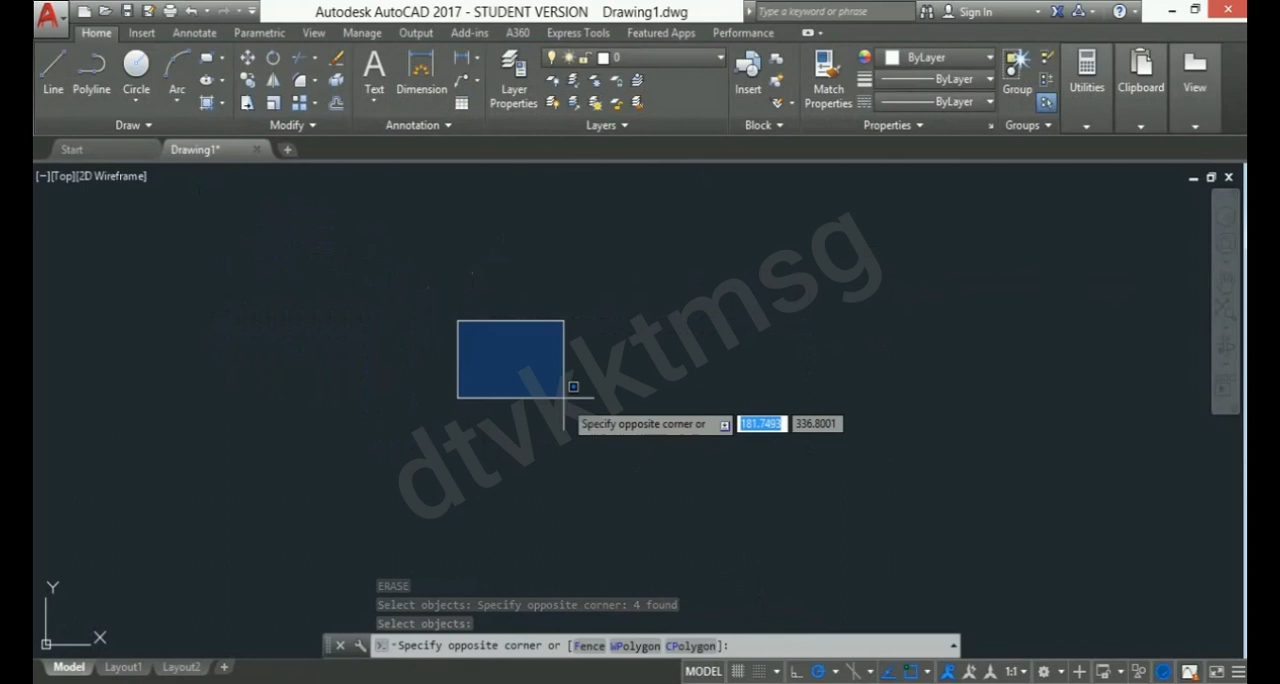 Autodesk AutoCAD 2017 - STUDENT VERSION Drawing1.dwg
Type a keyword or phrase
Sign In
Home Insert Annotate Parametric View Manage Output Add-ins A360 Express Tools Featured Apps Performance
Line Polyline Circle Arc
Text Dimension
Layer Properties
0
Insert
Match Properties
ByLayer
ByLayer
ByLayer
Group
Utilities
Clipboard
View
Draw Modify Annotation Layers Block Properties Groups
Start Drawing1*
[−][Top][2D Wireframe]
dtvkktmsg
Specify opposite corner or 181.7493 336.8001
Y
X
ERASE
Select objects: Specify opposite corner: 4 found
Select objects:
Specify opposite corner or [Fence WPolygon CPolygon]:
Model Layout1 Layout2 +
MODEL 1:1